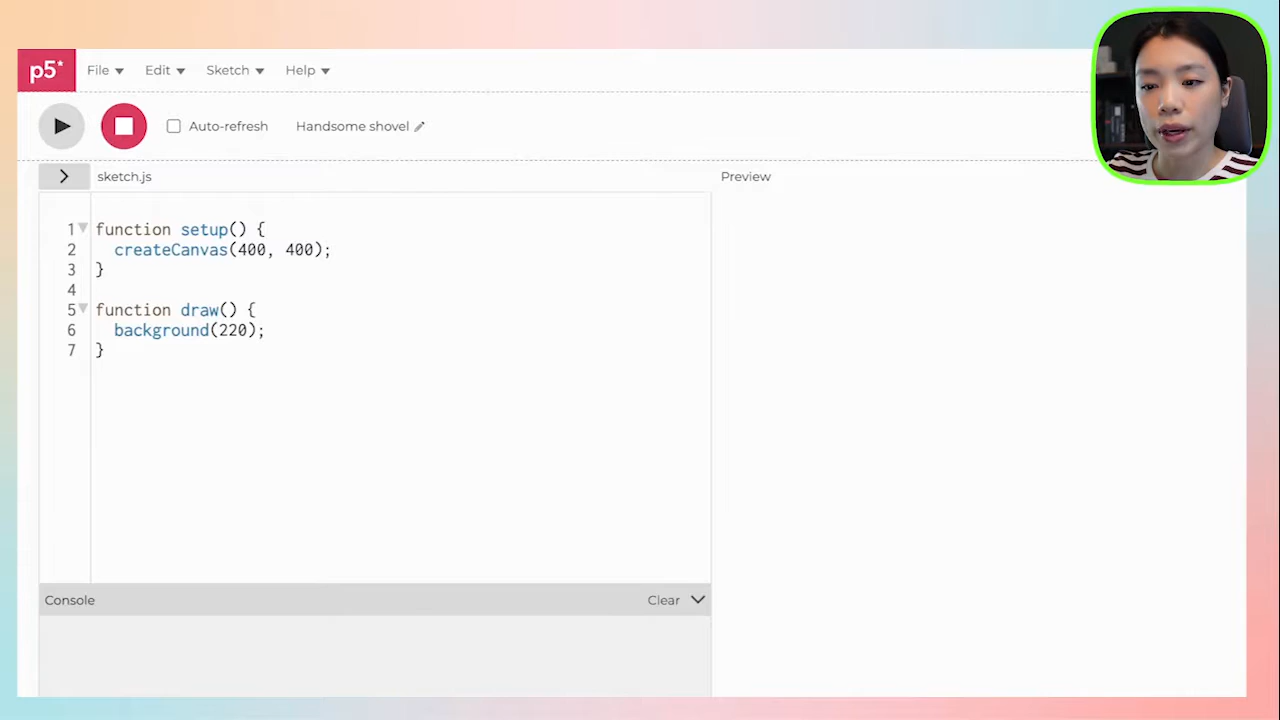 p5* File Edit Sketch Help
Auto-refresh Handsome shovel
sketch.js Preview
1 function setup() {
2 createCanvas(400, 400);
3 }
4
5 function draw() {
6 background(220);
7 }
Console Clear